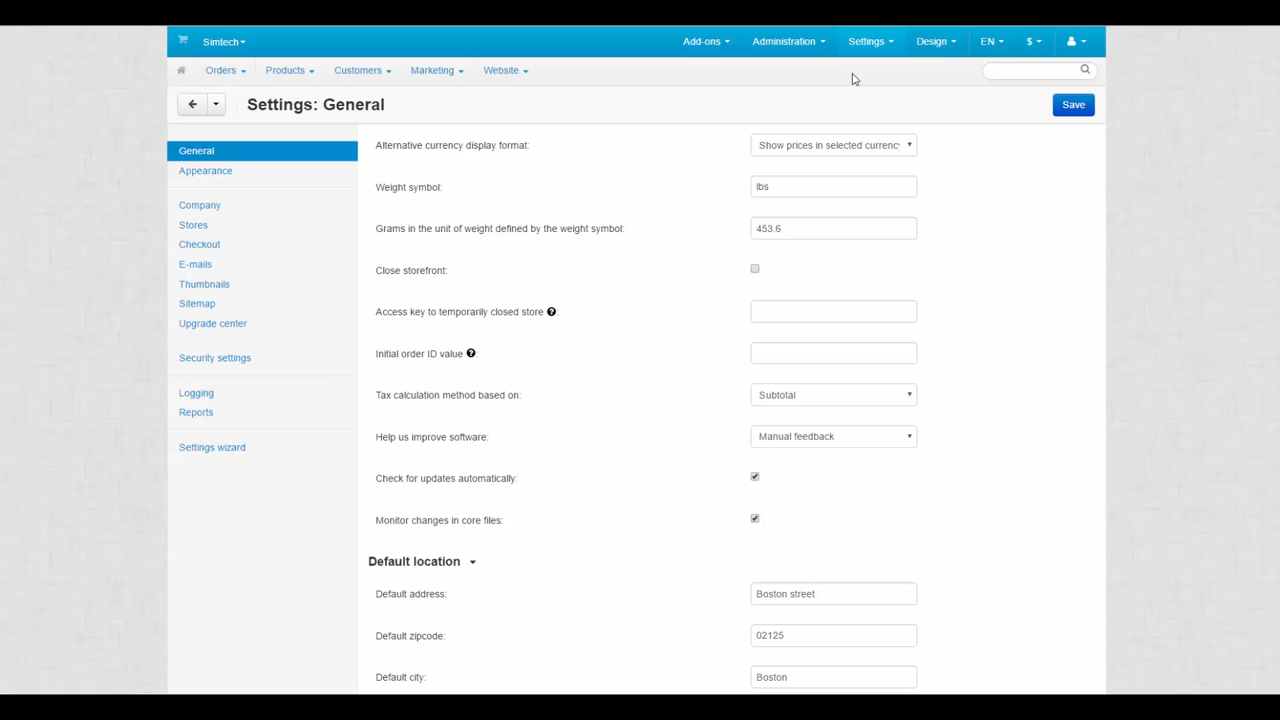 Simtech
Add-ons
Administration
Settings
Design
EN
$
Orders
Products
Customers
Marketing
Website
Settings: General
Save
General
Appearance
Company
Stores
Checkout
E-mails
Thumbnails
Sitemap
Upgrade center
Security settings
Logging
Reports
Settings wizard
Alternative currency display format:
Show prices in selected currency
Weight symbol:
lbs
Grams in the unit of weight defined by the weight symbol:
453.6
Close storefront:
Access key to temporarily closed store ?:
Initial order ID value ?:
Tax calculation method based on:
Subtotal
Help us improve software:
Manual feedback
Check for updates automatically:
Monitor changes in core files:
Default location
Default address:
Boston street
Default zipcode:
02125
Default city:
Boston